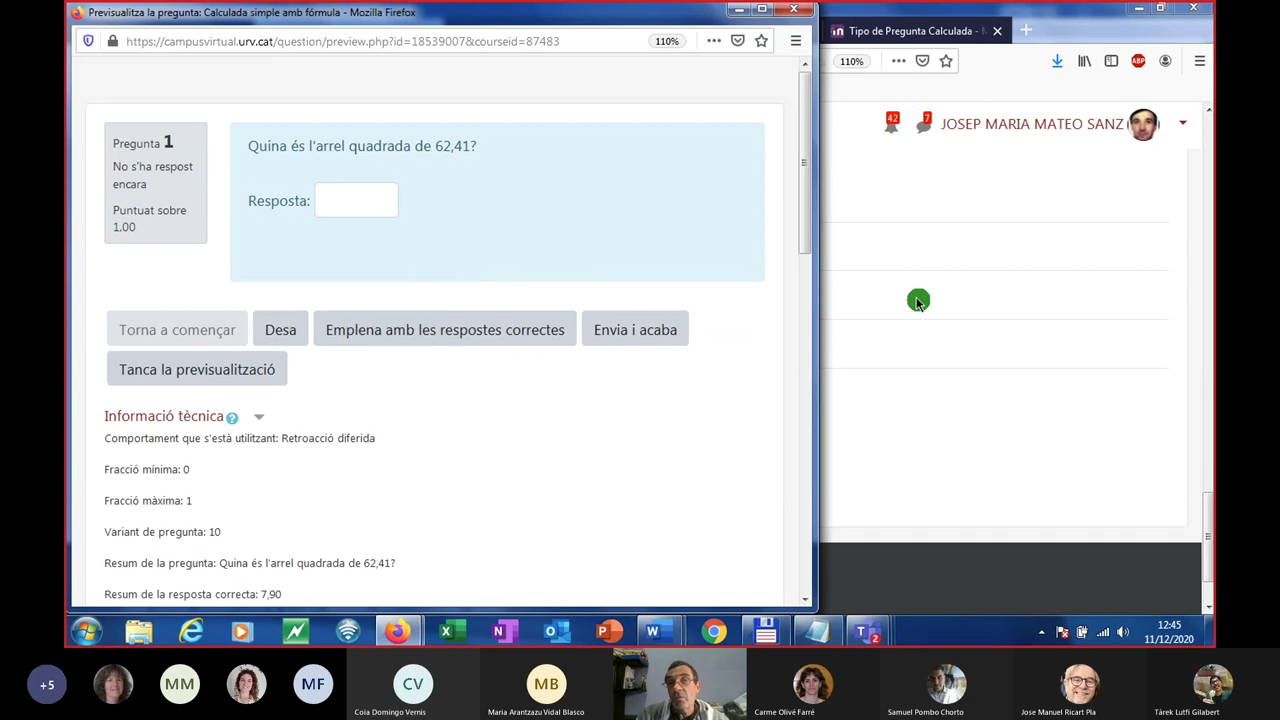 Previsualitza la pregunta: Calculada simple amb fórmula - Mozilla Firefox
https://campusvirtual.urv.cat/question/preview.php?id=18539007&courseid=87483
110%
Tipo de Pregunta Calculada -
110%
ABP
42
7
JOSEP MARIA MATEO SANZ
Pregunta 1
No s'ha respost
encara
Puntuat sobre
1,00
Quina és l'arrel quadrada de 62,41?
Resposta:
Torna a començar
Desa
Emplena amb les respostes correctes
Envia i acaba
Tanca la previsualització
Informació tècnica
Comportament que s'està utilitzant: Retroacció diferida
Fracció mínima: 0
Fracció màxima: 1
Variant de pregunta: 10
Resum de la pregunta: Quina és l'arrel quadrada de 62,41?
Resum de la resposta correcta: 7,90
12:45
11/12/2020
+5
MM
MF
CV
Coia Domingo Vernis
MB
Maria Arantzazu Vidal Blasco
Carme Olivé Farré
Samuel Pombo Chorto
Jose Manuel Ricart Pla
Tárek Lutfi Gilabert